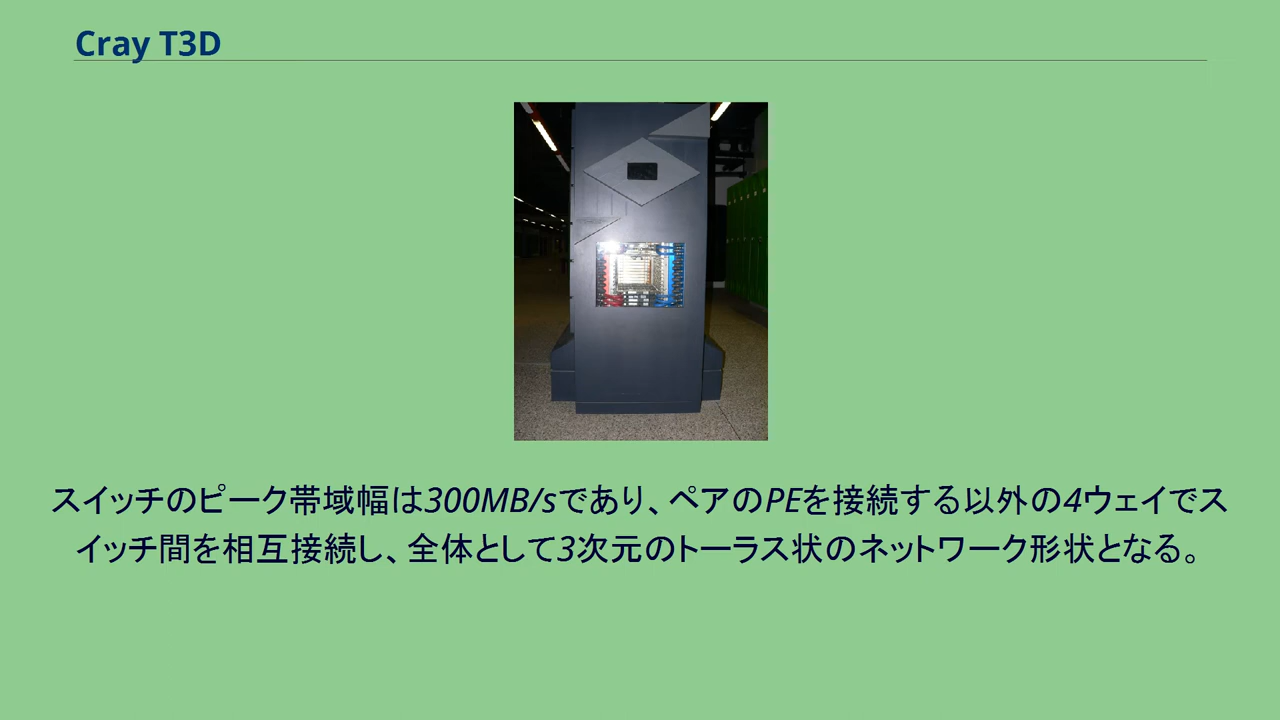 Cray T3D
スイッチのピーク帯域幅は300MB/sであり、ペアのPEを接続する以外の4ウェイでス
イッチ間を相互接続し、全体として3次元のトーラス状のネットワーク形状となる。